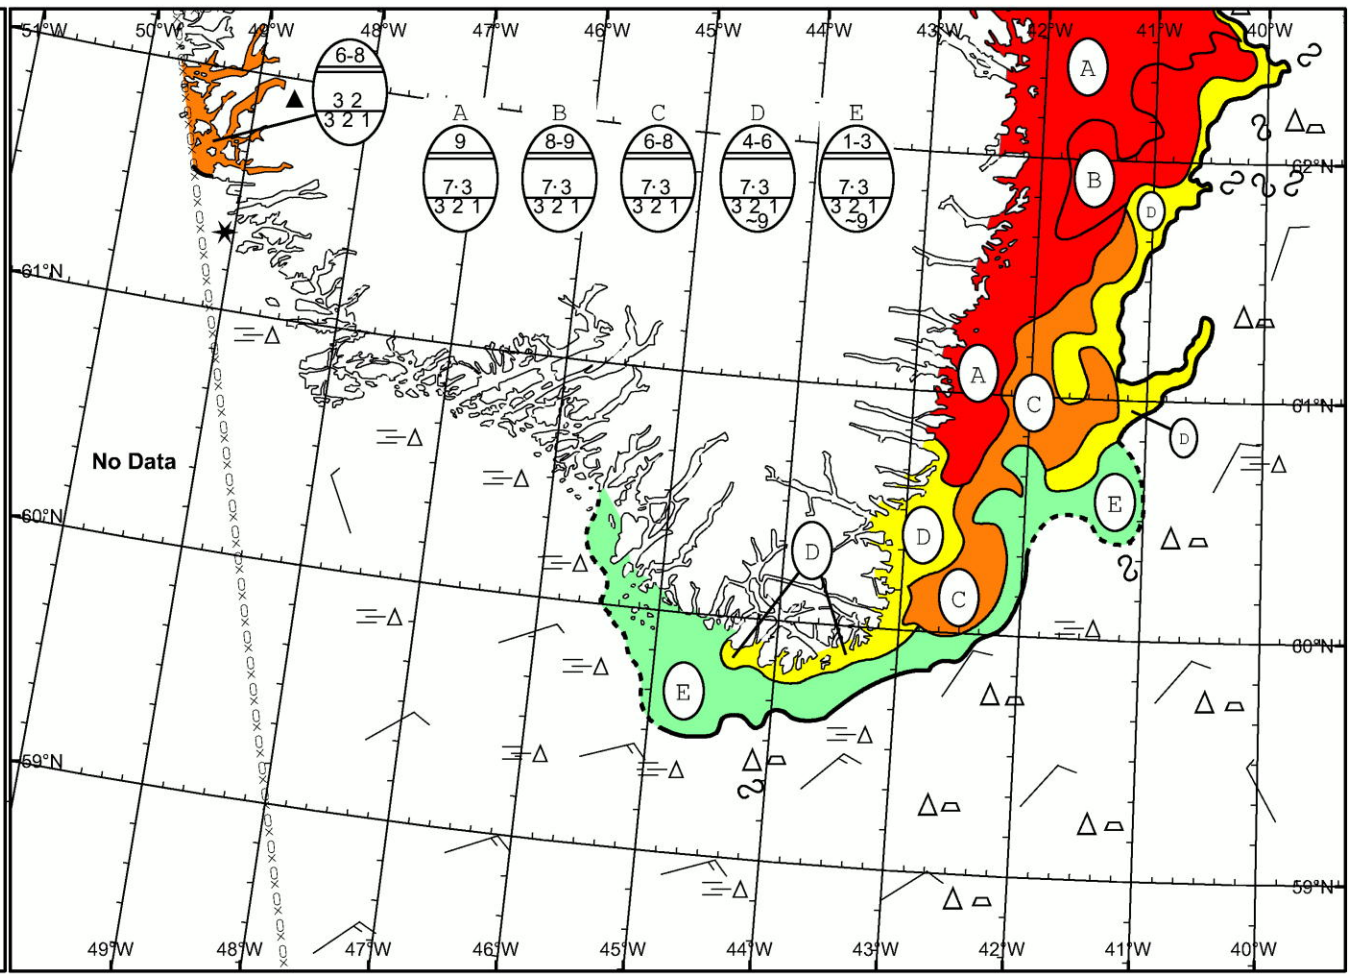 51°W 50°W 49°W 48°W 47°W 46°W 45°W 44°W 43°W 42°W 41°W 40°W
6-8
3 2
3 2 1
A B C D E
9 8-9 6-8 4-6 1-3
7·3 7·3 7·3 7·3 7·3
3 2 1 3 2 1 3 2 1 3 2 1 3 2 1
~9 ~9
A
B
D
62°N
61°N
A
C
61°N
D
No Data
E
60°N
D
D
C
60°N
E
59°N
59°N
49°W 48°W 47°W 46°W 45°W 44°W 43°W 42°W 41°W 40°W